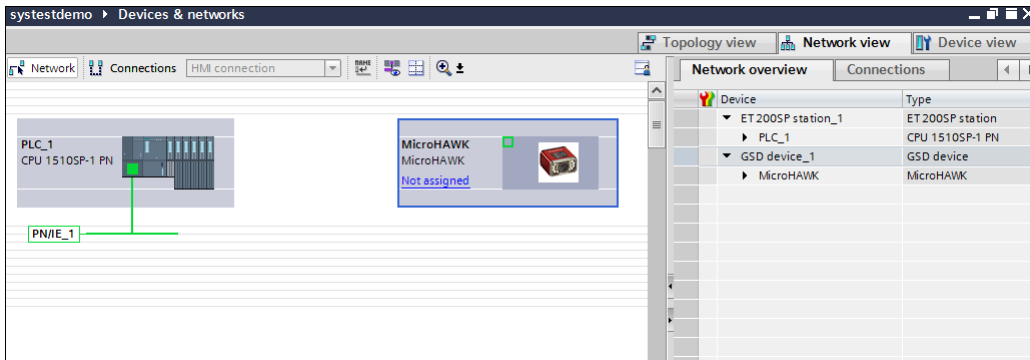 systestdemo ▸ Devices & networks
Topology view Network view Device view
Network Connections HMI connection
Network overview Connections
Device Type
ET200SP station_1 ET200SP station
PLC_1 CPU 1510SP-1 PN
GSD device_1 GSD device
MicroHAWK MicroHAWK
PLC_1
CPU 1510SP-1 PN
MicroHAWK
MicroHAWK
Not assigned
PN/IE_1